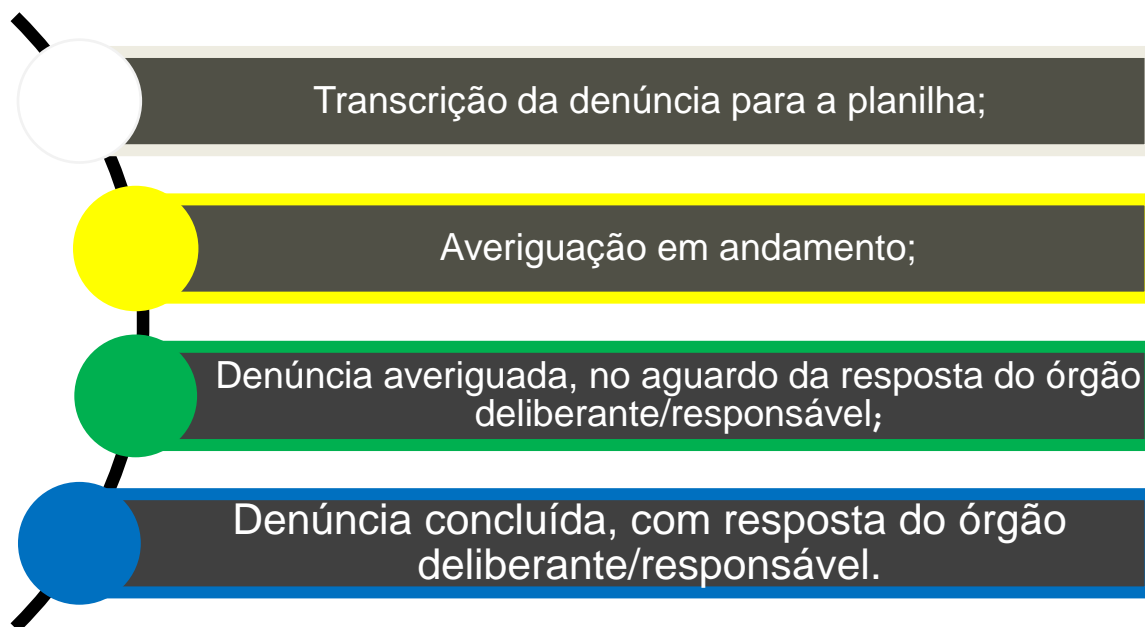 Transcrição da denúncia para a planilha;
Averiguação em andamento;
Denúncia averiguada, no aguardo da resposta do órgão
deliberante/responsável;
Denúncia concluída, com resposta do órgão
deliberante/responsável.